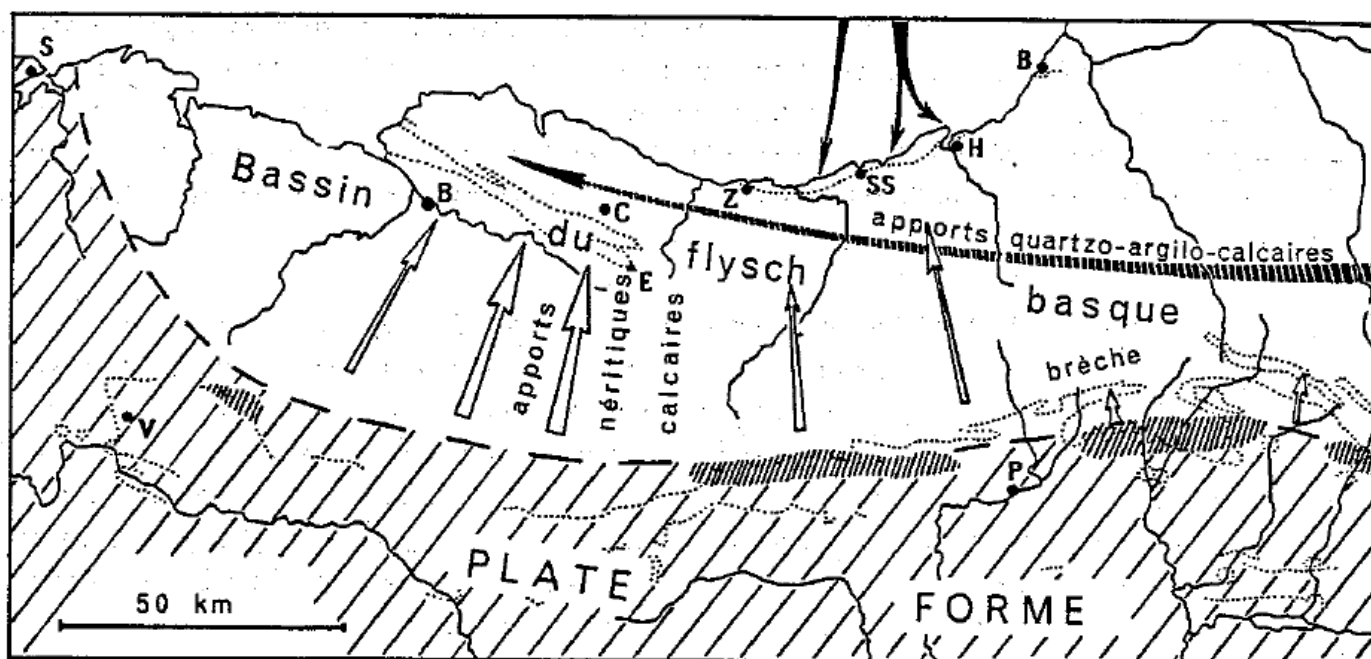 S
B
H
Bassin
B
Z
SS
C
du
E
flysch
apports quartzo-argilo-calcaires
basque
apports
néritiques
calcaires
brèche
V
P
PLATE
FORME
50 km